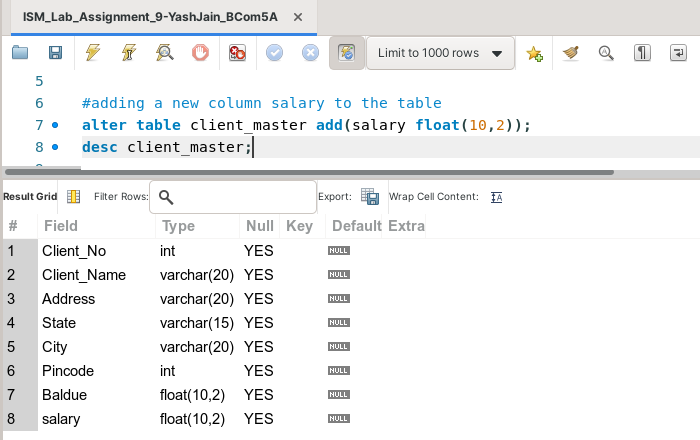 ISM_Lab_Assignment_9-YashJain_BCom5A ×
Limit to 1000 rows
5
6 #adding a new column salary to the table
7 alter table client_master add(salary float(10,2));
8 desc client_master;
Result Grid Filter Rows: Export: Wrap Cell Content: IA
# Field Type Null Key Default Extra
1 Client_No int YES NULL
2 Client_Name varchar(20) YES NULL
3 Address varchar(20) YES NULL
4 State varchar(15) YES NULL
5 City varchar(20) YES NULL
6 Pincode int YES NULL
7 Baldue float(10,2) YES NULL
8 salary float(10,2) YES NULL